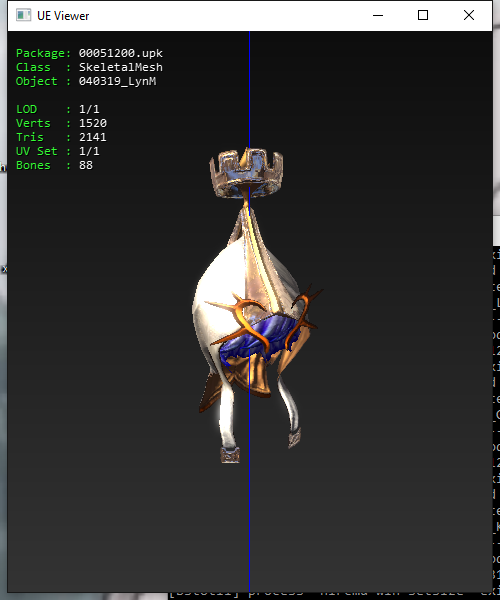 UE Viewer
Package: 00051200.upk
Class : SkeletalMesh
Object : 040319_LynM
LOD : 1/1
Verts : 1520
Tris : 2141
UV Set : 1/1
Bones : 88